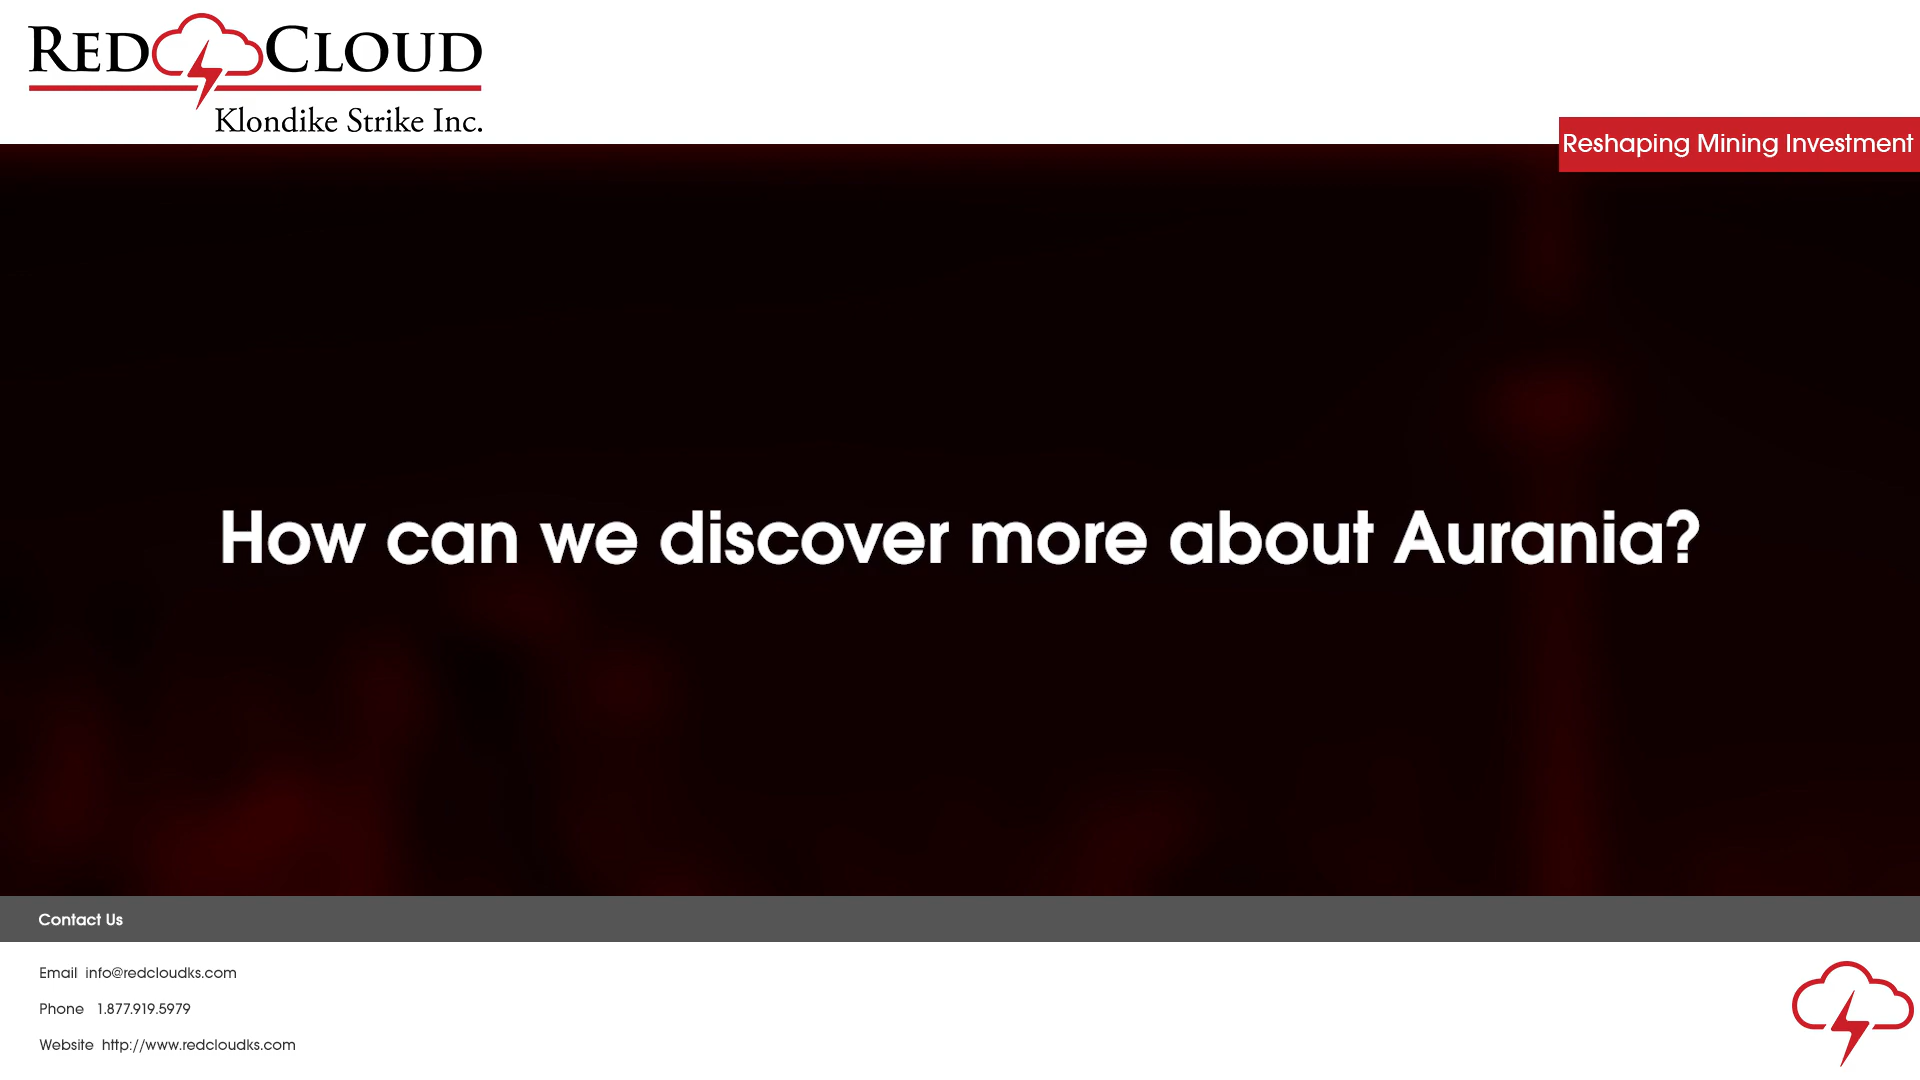 RED CLOUD
Klondike Strike Inc.
Reshaping Mining Investment
How can we discover more about Aurania?
Contact Us
Email info@redcloudks.com
Phone 1.877.919.5979
Website http://www.redcloudks.com